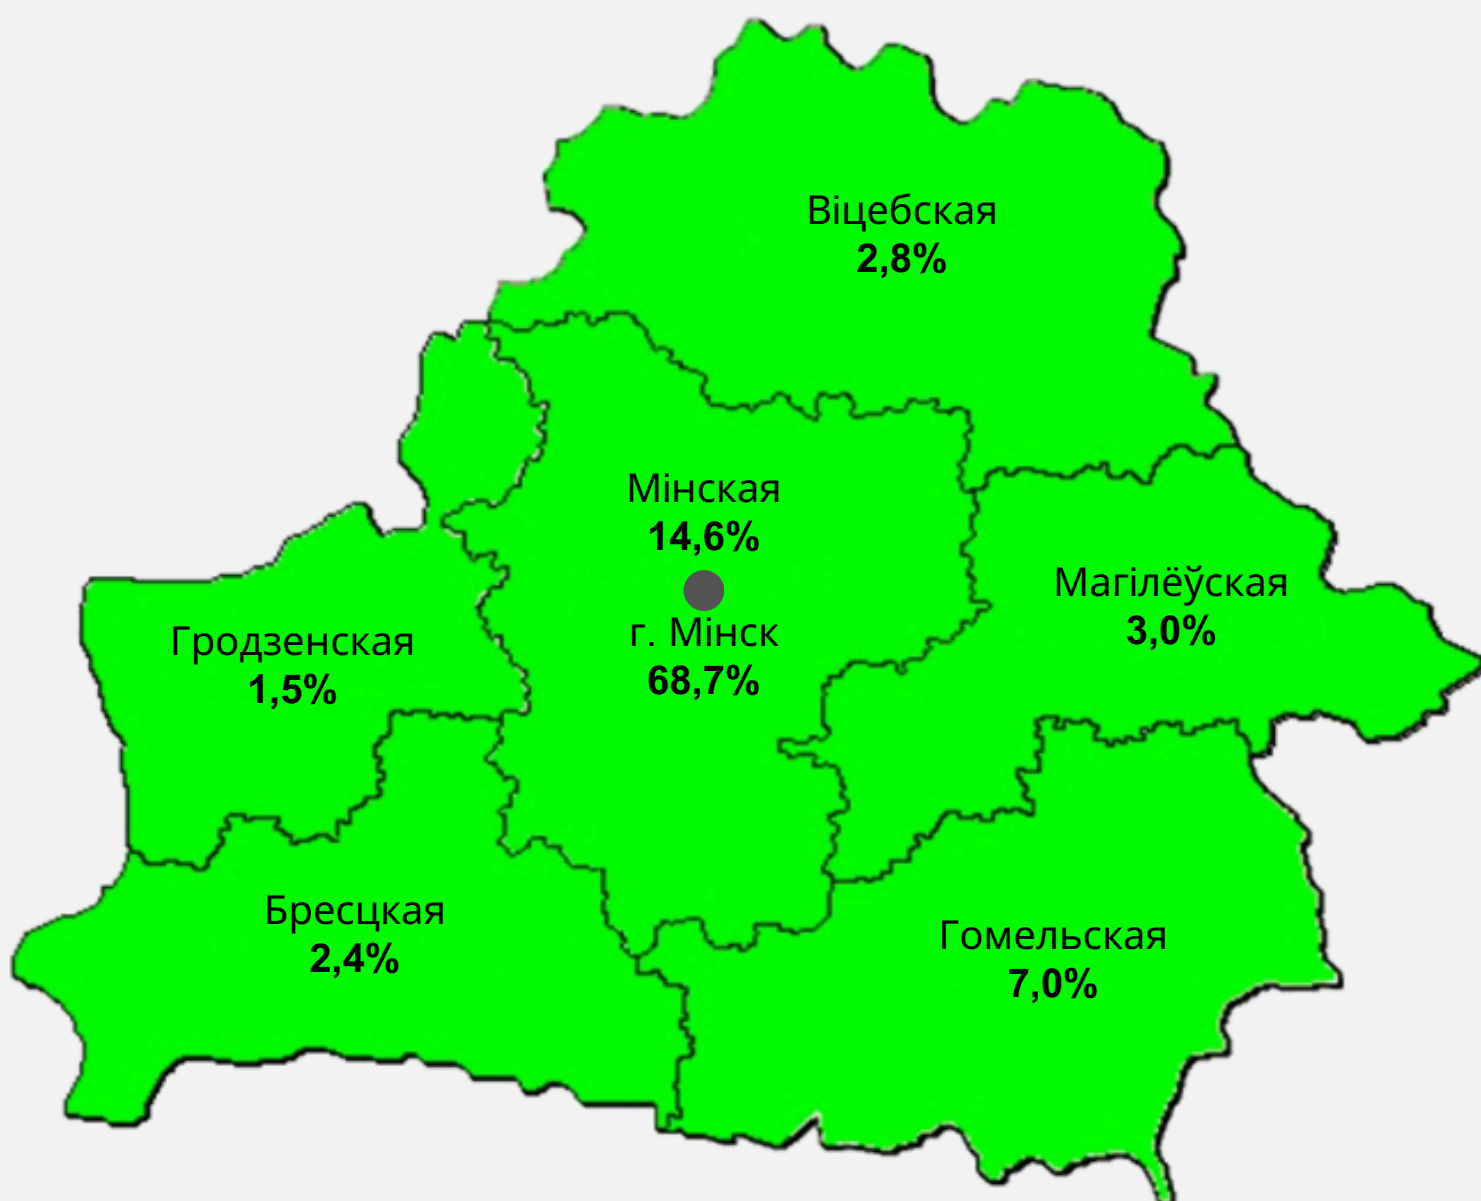 Віцебская
2,8%
Мінская
14,6%
г. Мінск
68,7%
Магілёўская
3,0%
Гродзенская
1,5%
Бресцкая
2,4%
Гомельская
7,0%